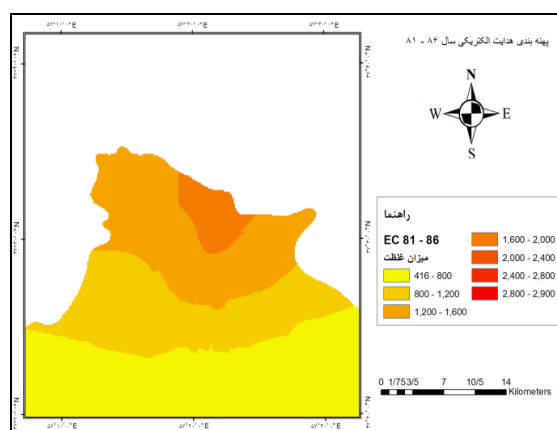 پهنه بندی هدایت الکتریکی سال ۸۶ - ۸۱
N
W E
S
راهنما
EC 81 - 86
میزان غلظت
416 - 800
800 - 1,200
1,200 - 1,600
1,600 - 2,000
2,000 - 2,400
2,400 - 2,800
2,800 - 2,900
0 1/75 3/5 7 10/5 14
Kilometers